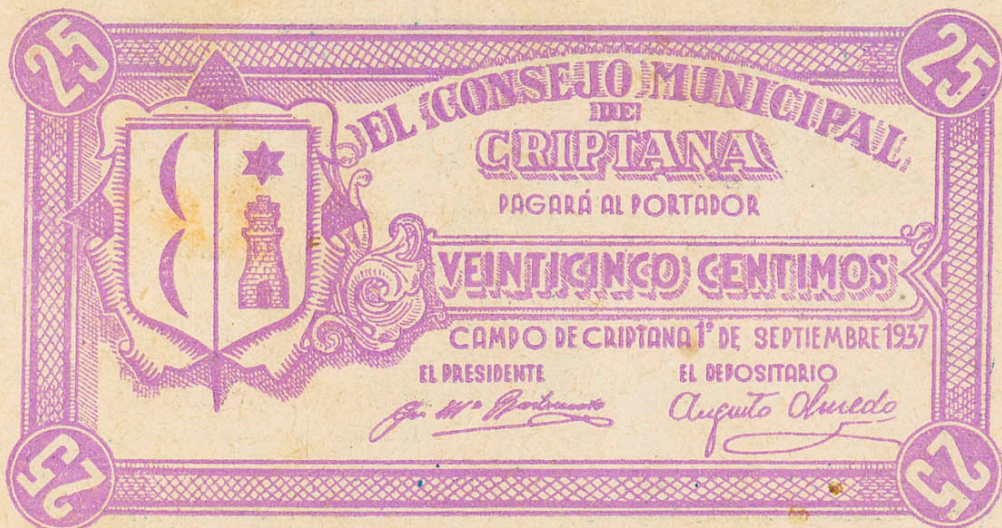 25 25
EL CONSEJO MUNICIPAL
DE
CRIPTANA
PAGARÁ AL PORTADOR
VEINTICINCO CENTIMOS
CAMPO DE CRIPTANA 1º DE SEPTIEMBRE 1937
EL PRESIDENTE EL DEPOSITARIO
Augusto Olmedo
25 25